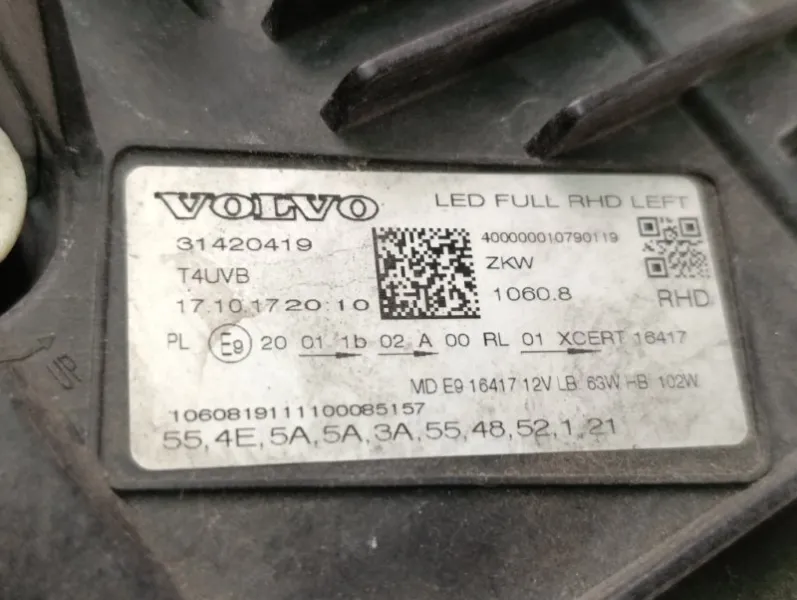 VOLVO
LED FULL RHD LEFT
31420419
400000010790119
T4UVB
ZKW
17.10.17 20:10
1060.8
RHD
PL E9 20 01 1b 02 A 00 RL 01 XCERT 16417
MD E9 16417 12V LB 63W HB 102W
1060819111100085157
55,4E,5A,5A,3A,55,48,52,1,21
UP